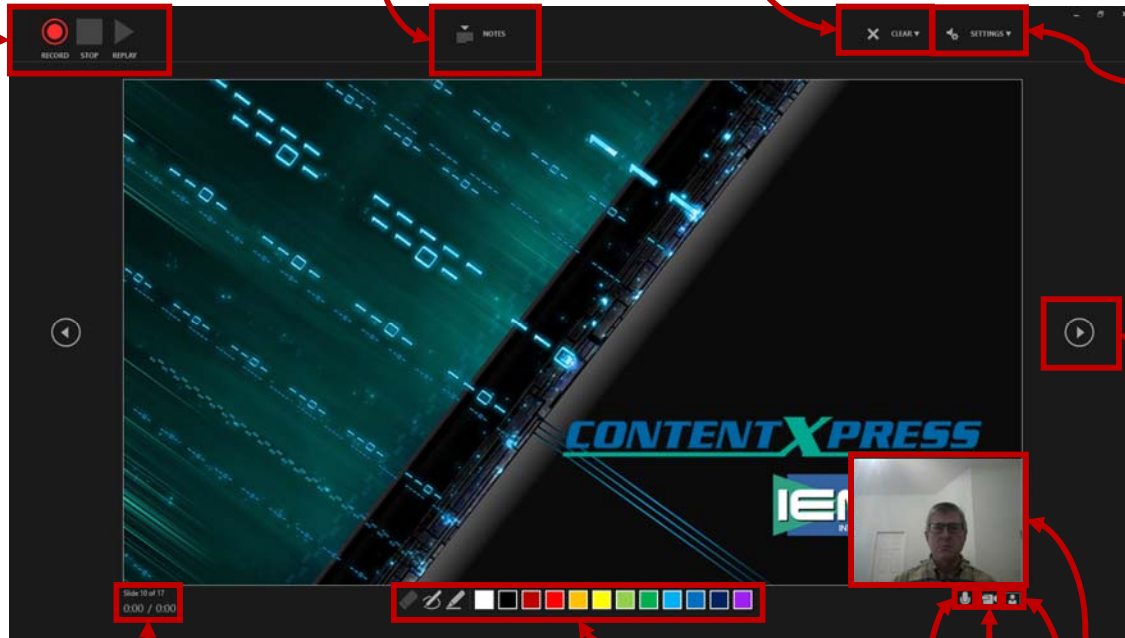 RECORD STOP REPLAY
NOTES
CLEAR ▼
SETTINGS ▼
CONTENTXPRESS
Slide 10 of 17
0:00 / 0:00